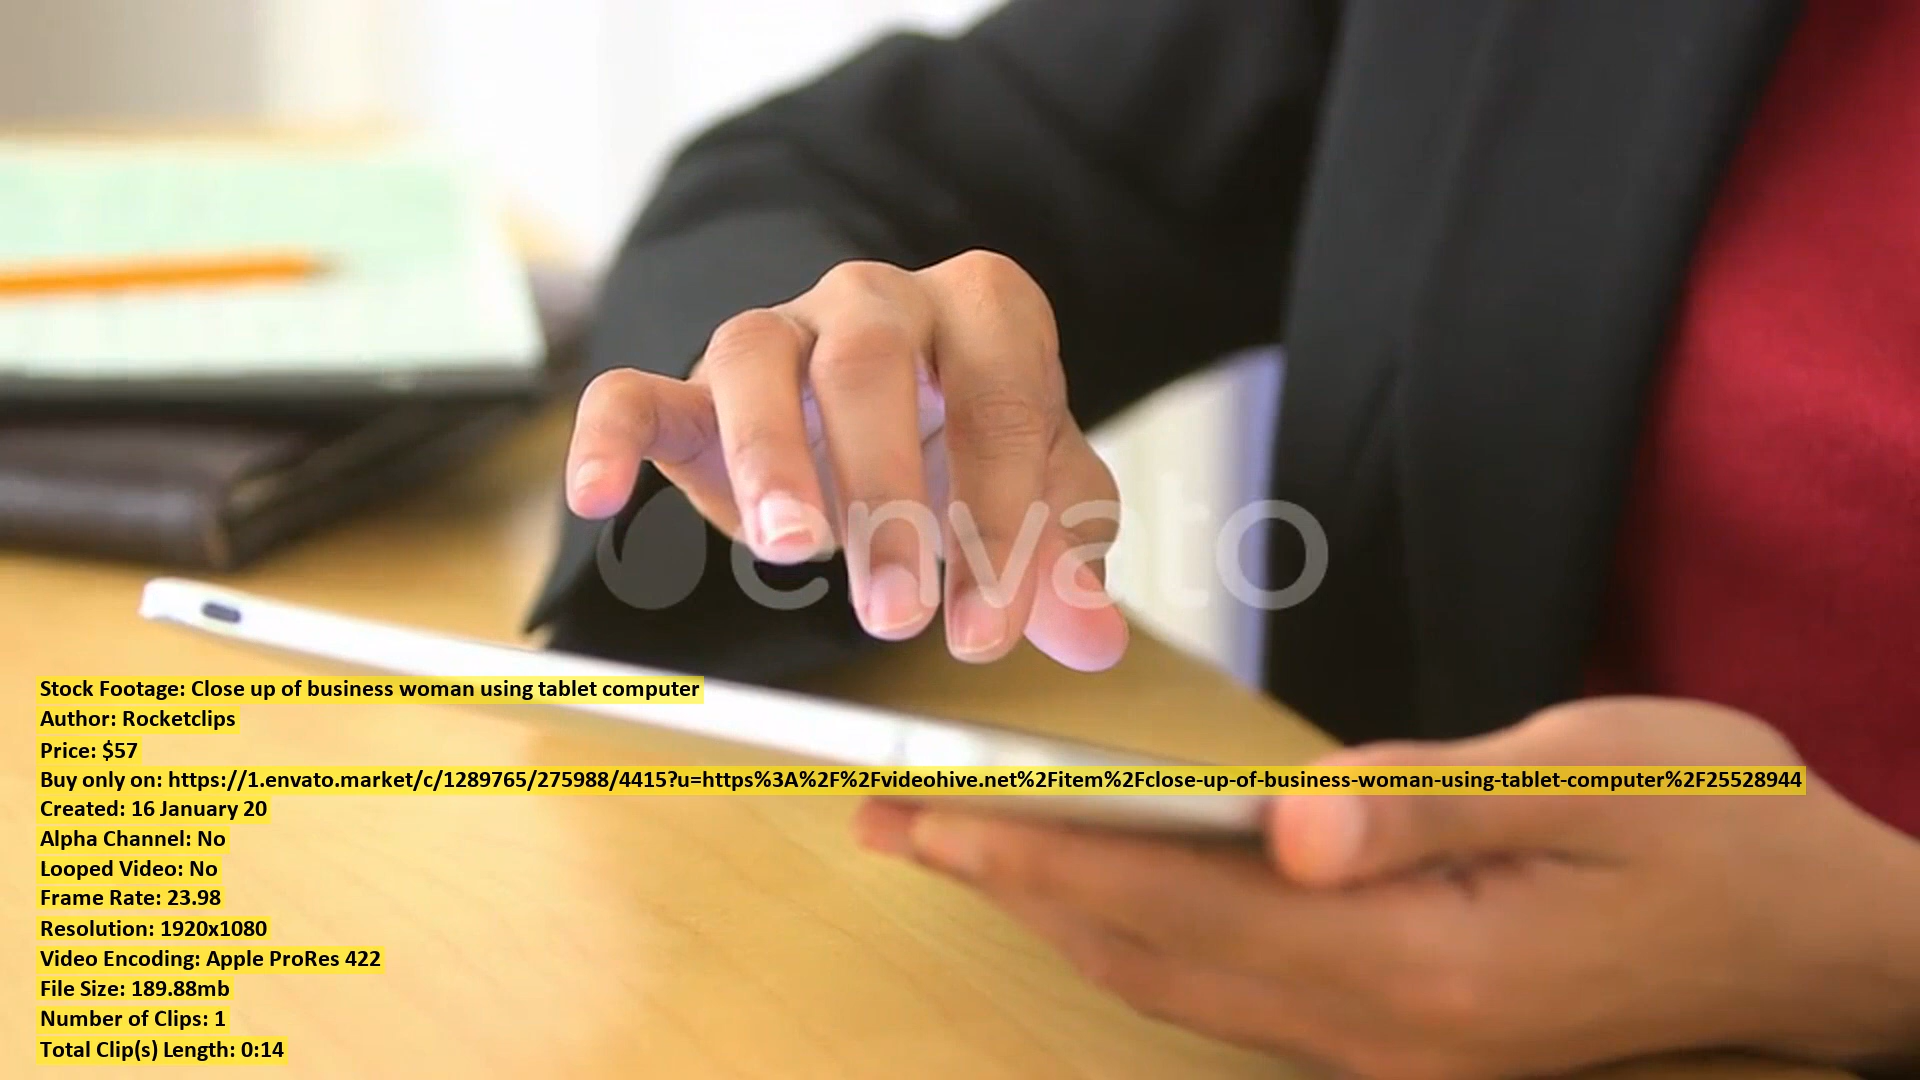 envato
Stock Footage: Close up of business woman using tablet computer
Author: Rocketclips
Price: $57
Buy only on: https://1.envato.market/c/1289765/275988/4415?u=https%3A%2F%2Fvideohive.net%2Fitem%2Fclose-up-of-business-woman-using-tablet-computer%2F25528944
Created: 16 January 20
Alpha Channel: No
Looped Video: No
Frame Rate: 23.98
Resolution: 1920x1080
Video Encoding: Apple ProRes 422
File Size: 189.88mb
Number of Clips: 1
Total Clip(s) Length: 0:14